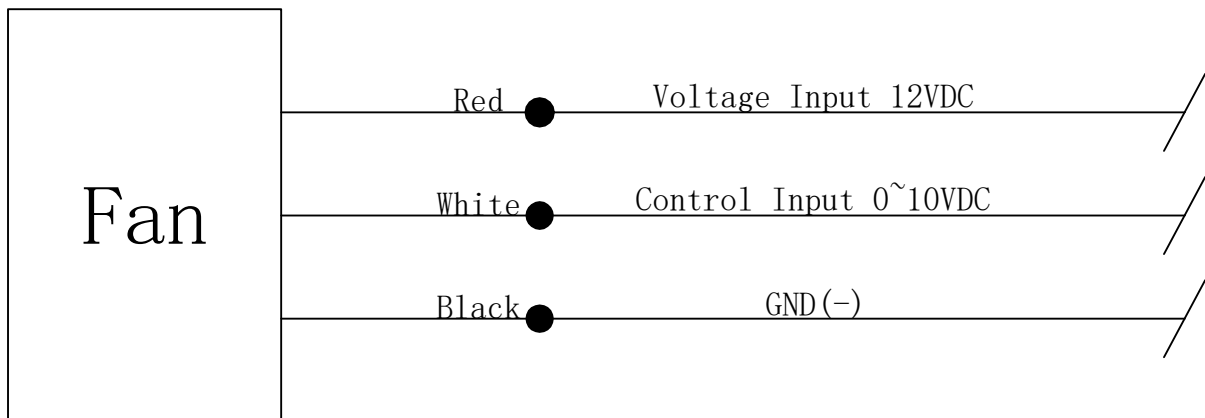 Fan
Red
Voltage Input 12VDC
White
Control Input 0~10VDC
Black
GND(-)